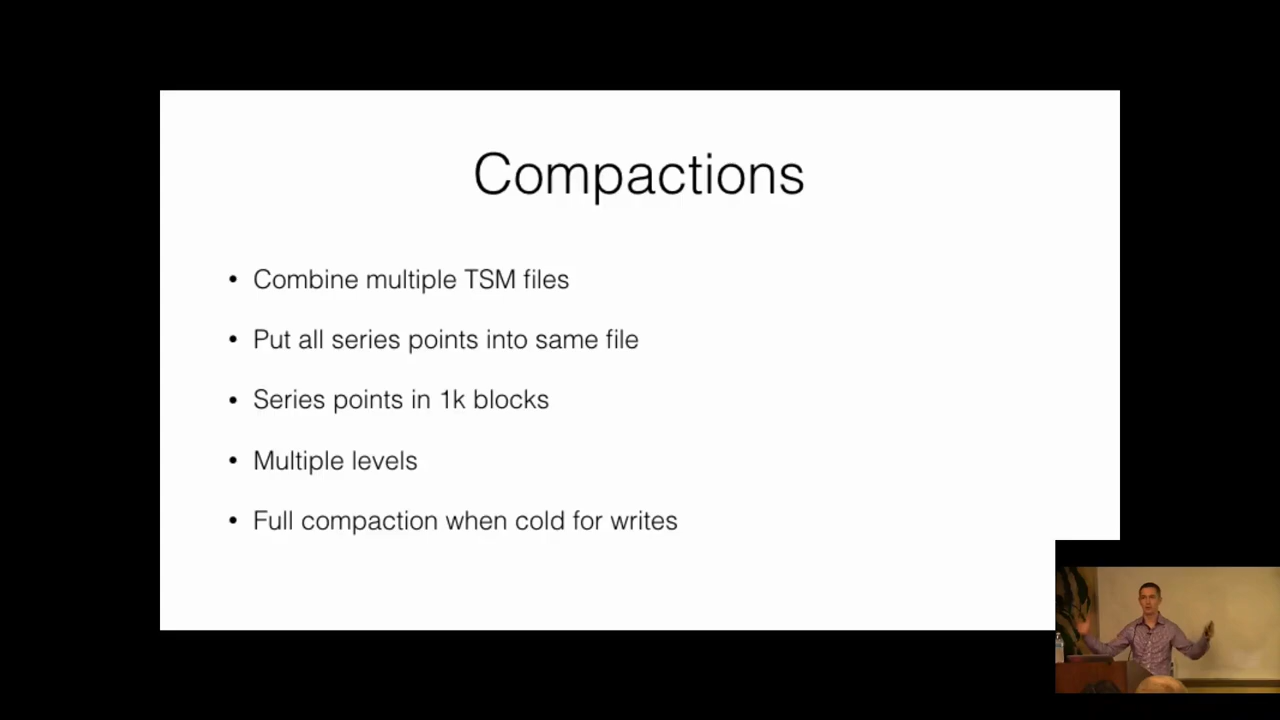 Compactions
• Combine multiple TSM files
• Put all series points into same file
• Series points in 1k blocks
• Multiple levels
• Full compaction when cold for writes